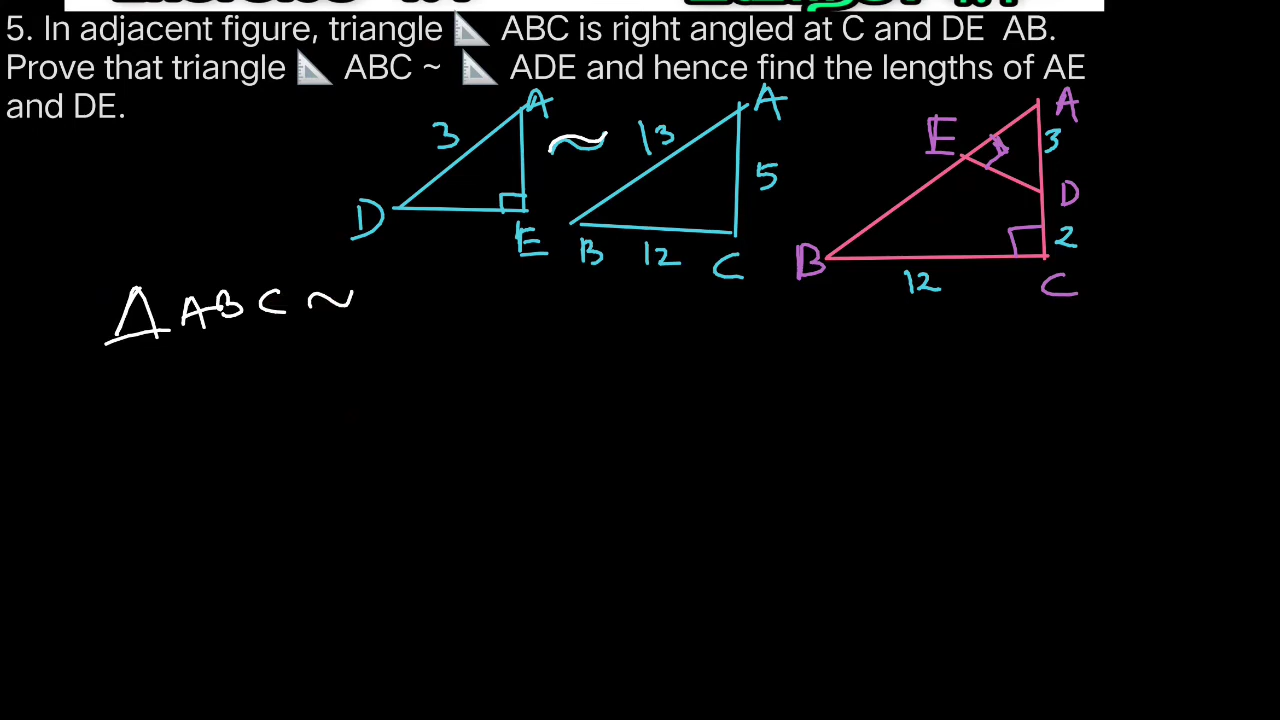 5. In adjacent figure, triangle 📐 ABC is right angled at C and DE AB.
Prove that triangle 📐 ABC ~ 📐 ADE and hence find the lengths of AE
and DE.
A
3
D
E
~
A
13
5
B
12
C
A
E
3
D
2
B
12
C
Δ ABC ~